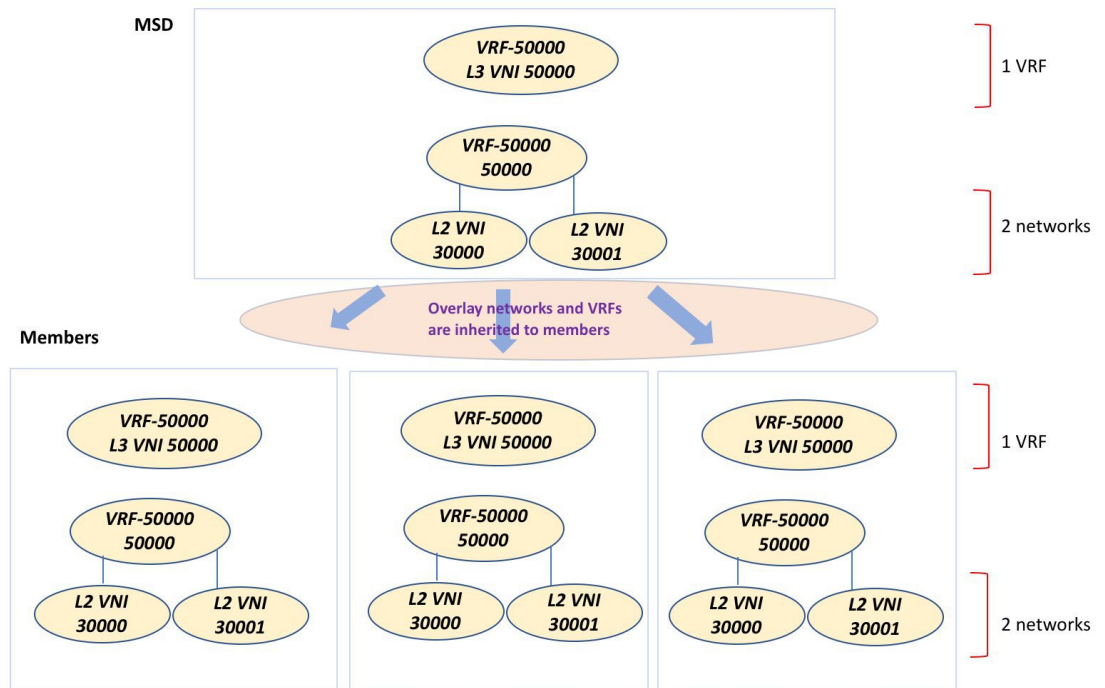 MSD
VRF-50000
L3 VNI 50000
1 VRF
VRF-50000
50000
L2 VNI
30000
L2 VNI
30001
2 networks
Overlay networks and VRFs
are inherited to members
Members
VRF-50000
L3 VNI 50000
VRF-50000
50000
L2 VNI
30000
L2 VNI
30001
VRF-50000
L3 VNI 50000
VRF-50000
50000
L2 VNI
30000
L2 VNI
30001
VRF-50000
L3 VNI 50000
VRF-50000
50000
L2 VNI
30000
L2 VNI
30001
1 VRF
2 networks